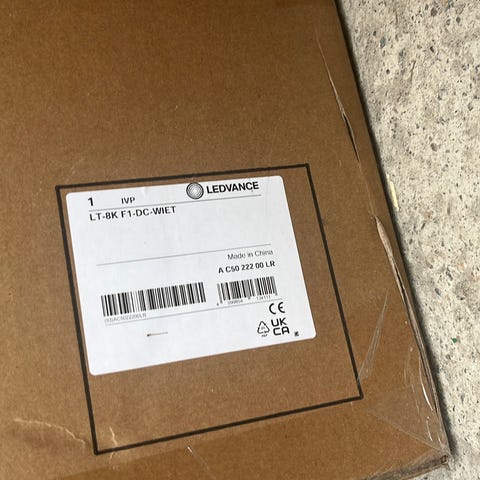 1 IVP LEDVANCE
LT-8K F1-DC-WIET
Made in China
A C50 222 00 LR
CE
UK
CA